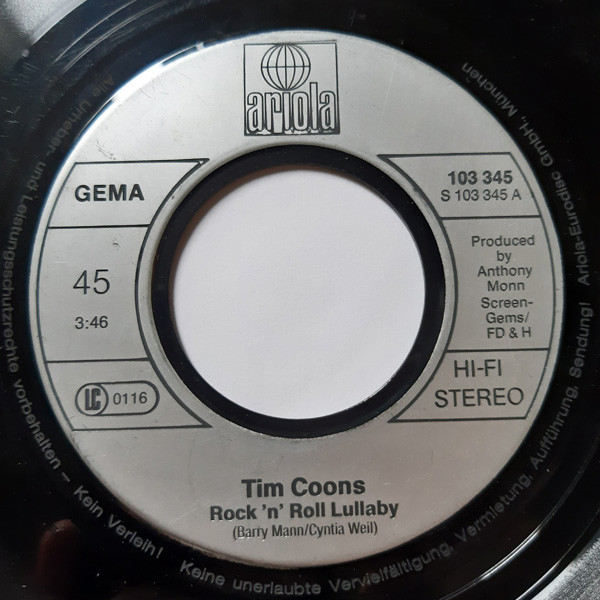 ariola
GEMA
45
3:46
LC 0116
103 345
S 103 345 A
Produced
by
Anthony
Monn
Screen-
Gems/
FD & H
HI-FI
STEREO
Tim Coons
Rock 'n' Roll Lullaby
(Barry Mann/Cyntia Weil)
Alle Urheber- und Leistungsschutzrechte vorbehalten – Kein Verleih! Keine unerlaubte Vervielfältigung, Vermietung, Aufführung, Sendung! Ariola-Eurodisc GmbH, München